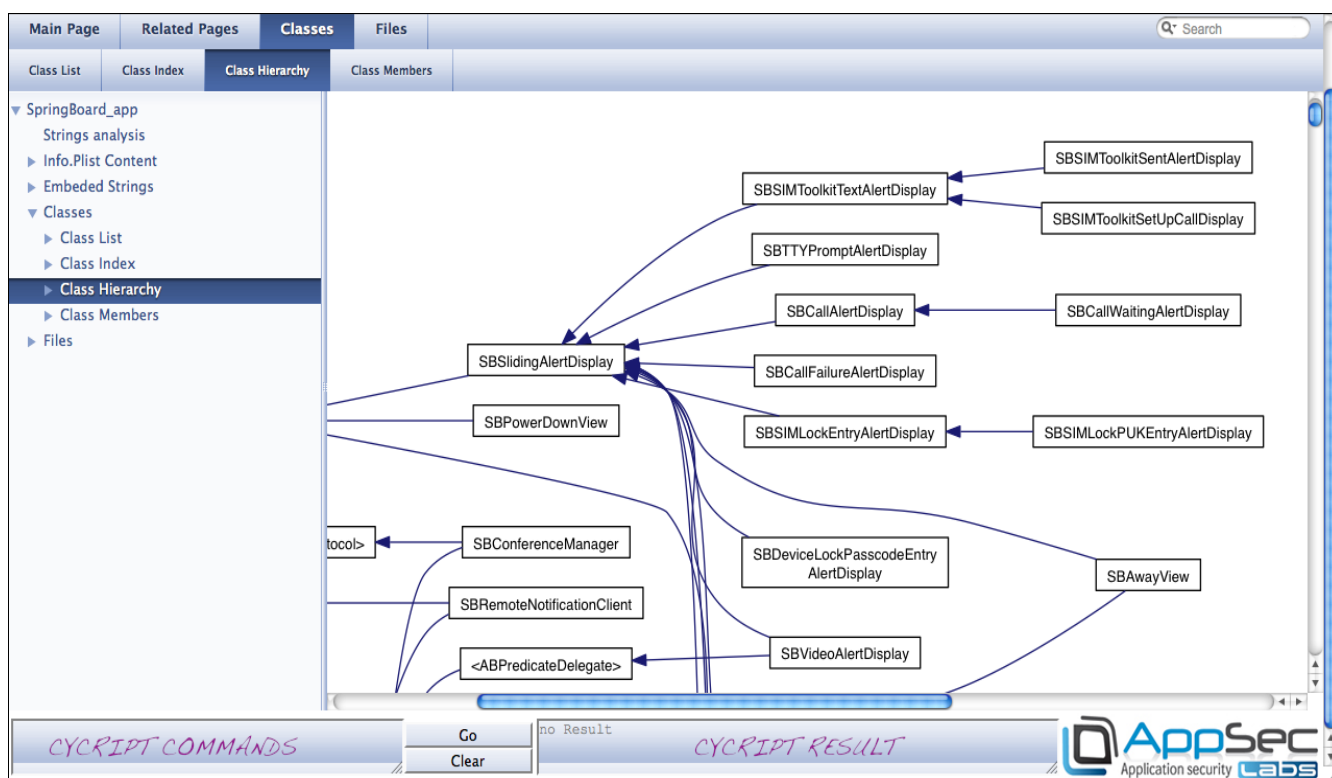 Main Page
Related Pages
Classes
Files
Search
Class List
Class Index
Class Hierarchy
Class Members
SpringBoard_app
Strings analysis
Info.Plist Content
Embeded Strings
Classes
Class List
Class Index
Class Hierarchy
Class Members
Files
SBSIMToolkitSentAlertDisplay
SBSIMToolkitTextAlertDisplay
SBSIMToolkitSetUpCallDisplay
SBTTYPromptAlertDisplay
SBCallAlertDisplay
SBCallWaitingAlertDisplay
SBSlidingAlertDisplay
SBCallFailureAlertDisplay
SBPowerDownView
SBSIMLockEntryAlertDisplay
SBSIMLockPUKEntryAlertDisplay
tocol>
SBConferenceManager
SBDeviceLockPasscodeEntry
AlertDisplay
SBAwayView
SBRemoteNotificationClient
SBVideoAlertDisplay
<ABPredicateDelegate>
CYCRIPT COMMANDS
Go
Clear
no Result
CYCRIPT RESULT
AppSec
Application security LABS